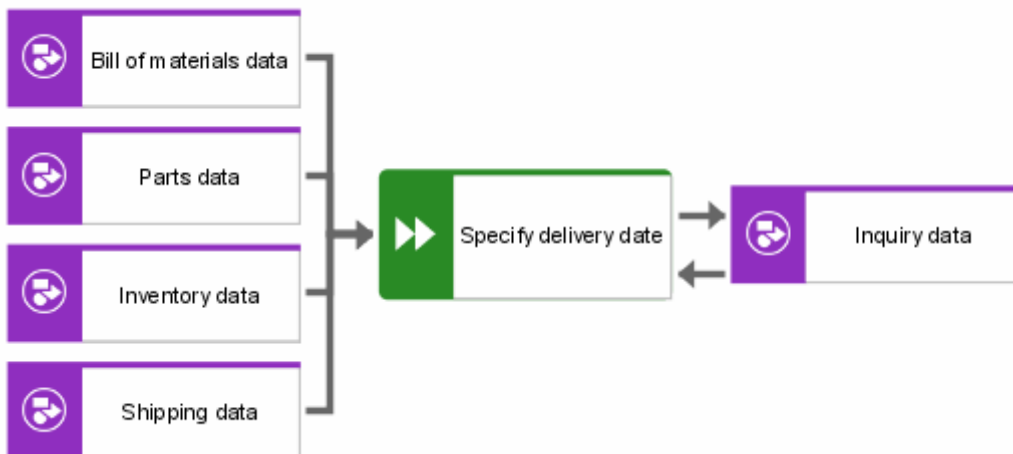 Bill of materials data
Parts data
Inventory data
Shipping data
Specify delivery date
Inquiry data